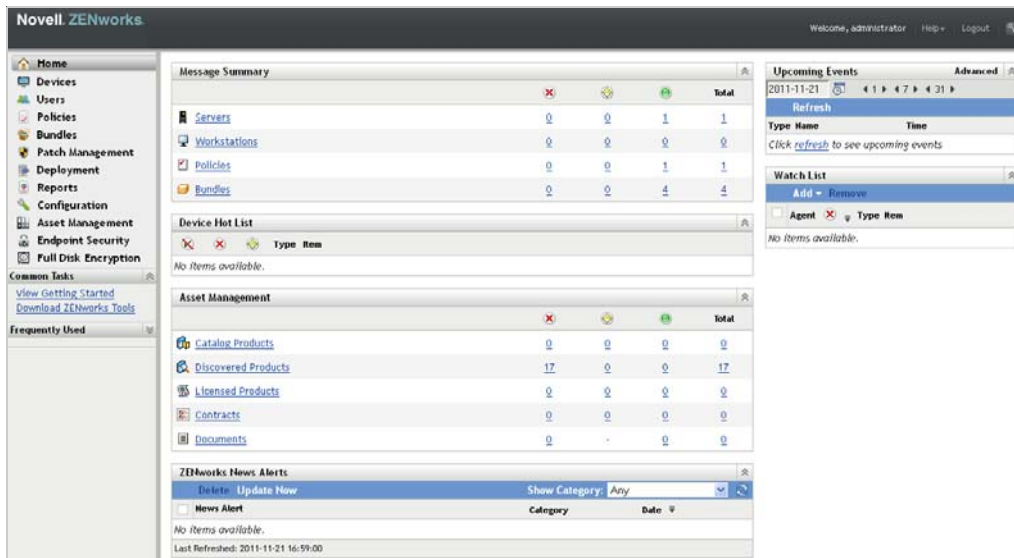 Novell. ZENworks.
Welcome, administrator Help Logout
Home
Devices
Users
Policies
Bundles
Patch Management
Deployment
Reports
Configuration
Asset Management
Endpoint Security
Full Disk Encryption
Common Tasks
View Getting Started
Download ZENworks Tools
Frequently Used
Message Summary
Total
Servers 0 0 1 1
Workstations 0 0 0 0
Policies 0 0 1 1
Bundles 0 0 4 4
Device Hot List
Type Item
No items available.
Asset Management
Total
Catalog Products 0 0 0 0
Discovered Products 17 0 0 17
Licensed Products 0 0 0 0
Contracts 0 0 0 0
Documents 0 - 0 0
ZENworks News Alerts
Delete Update Now Show Category: Any
News Alert Category Date
No items available.
Last Refreshed: 2011-11-21 16:59:00
Upcoming Events Advanced
2011-11-21 1 7 31
Refresh
Type Name Time
Click refresh to see upcoming events
Watch List
Add Remove
Agent Type Item
No items available.